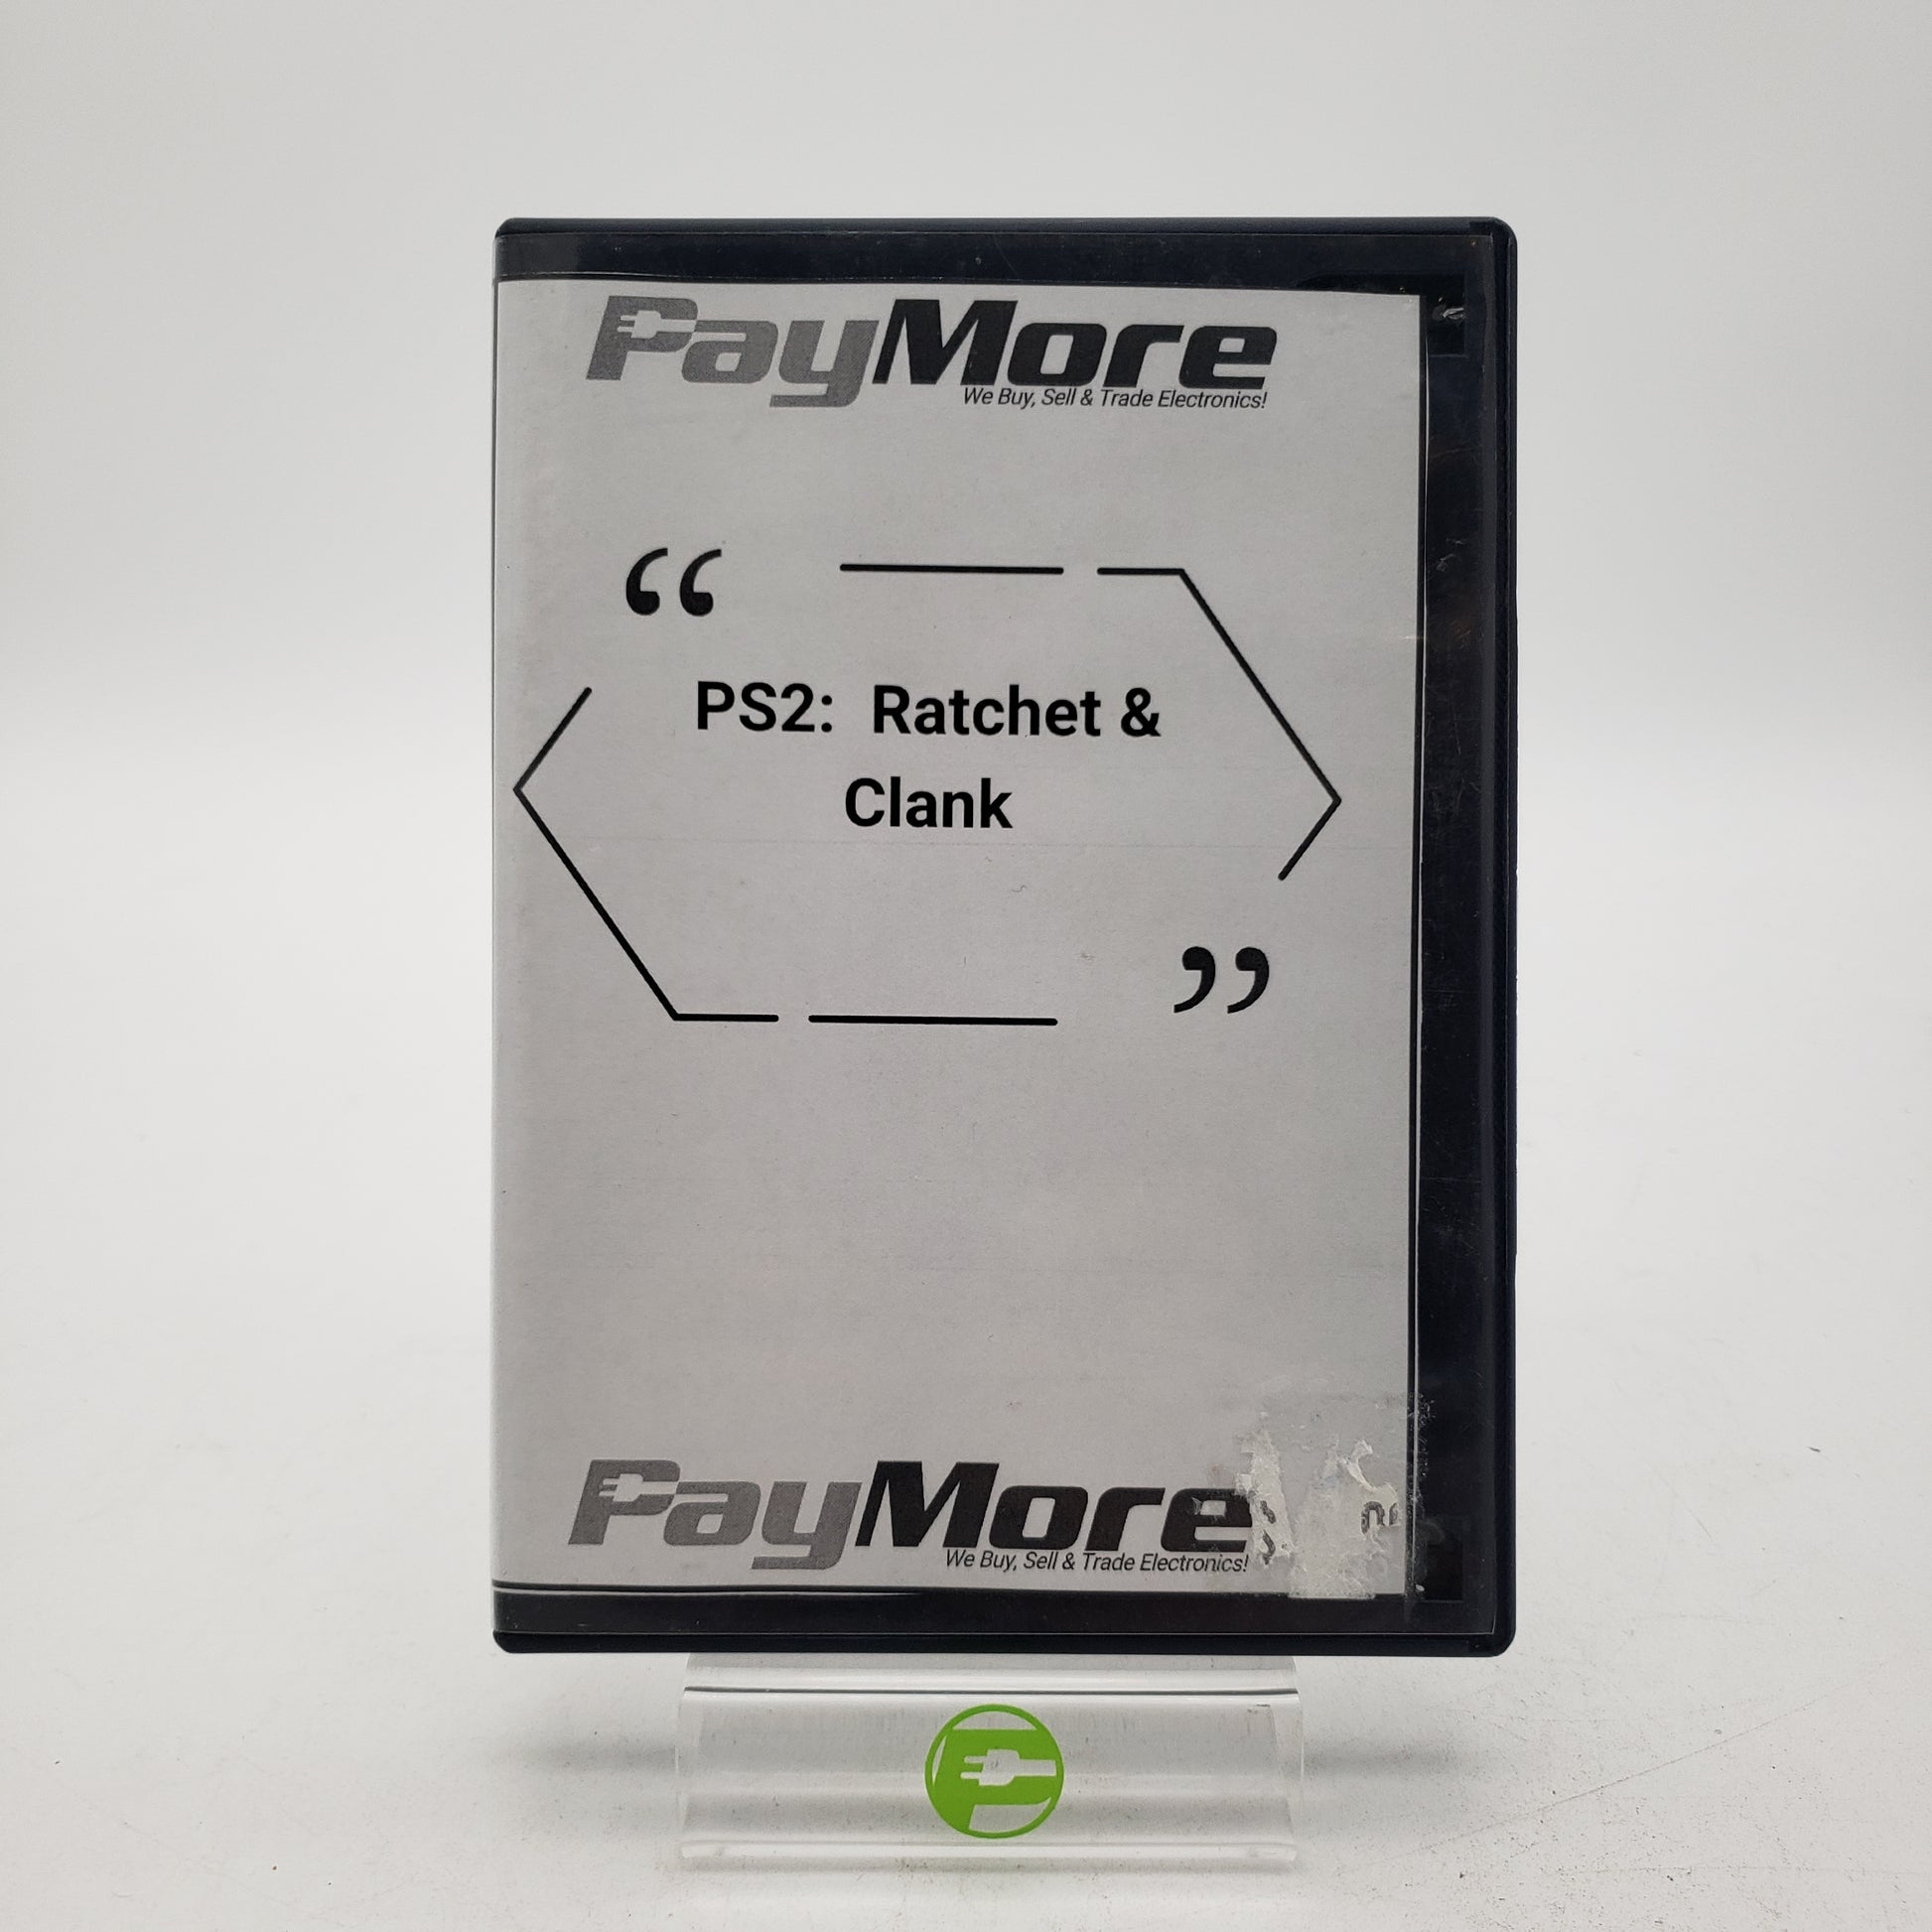 PayMore
We Buy, Sell & Trade Electronics!
“
PS2: Ratchet &
Clank
”
PayMore
We Buy, Sell & Trade Electronics!